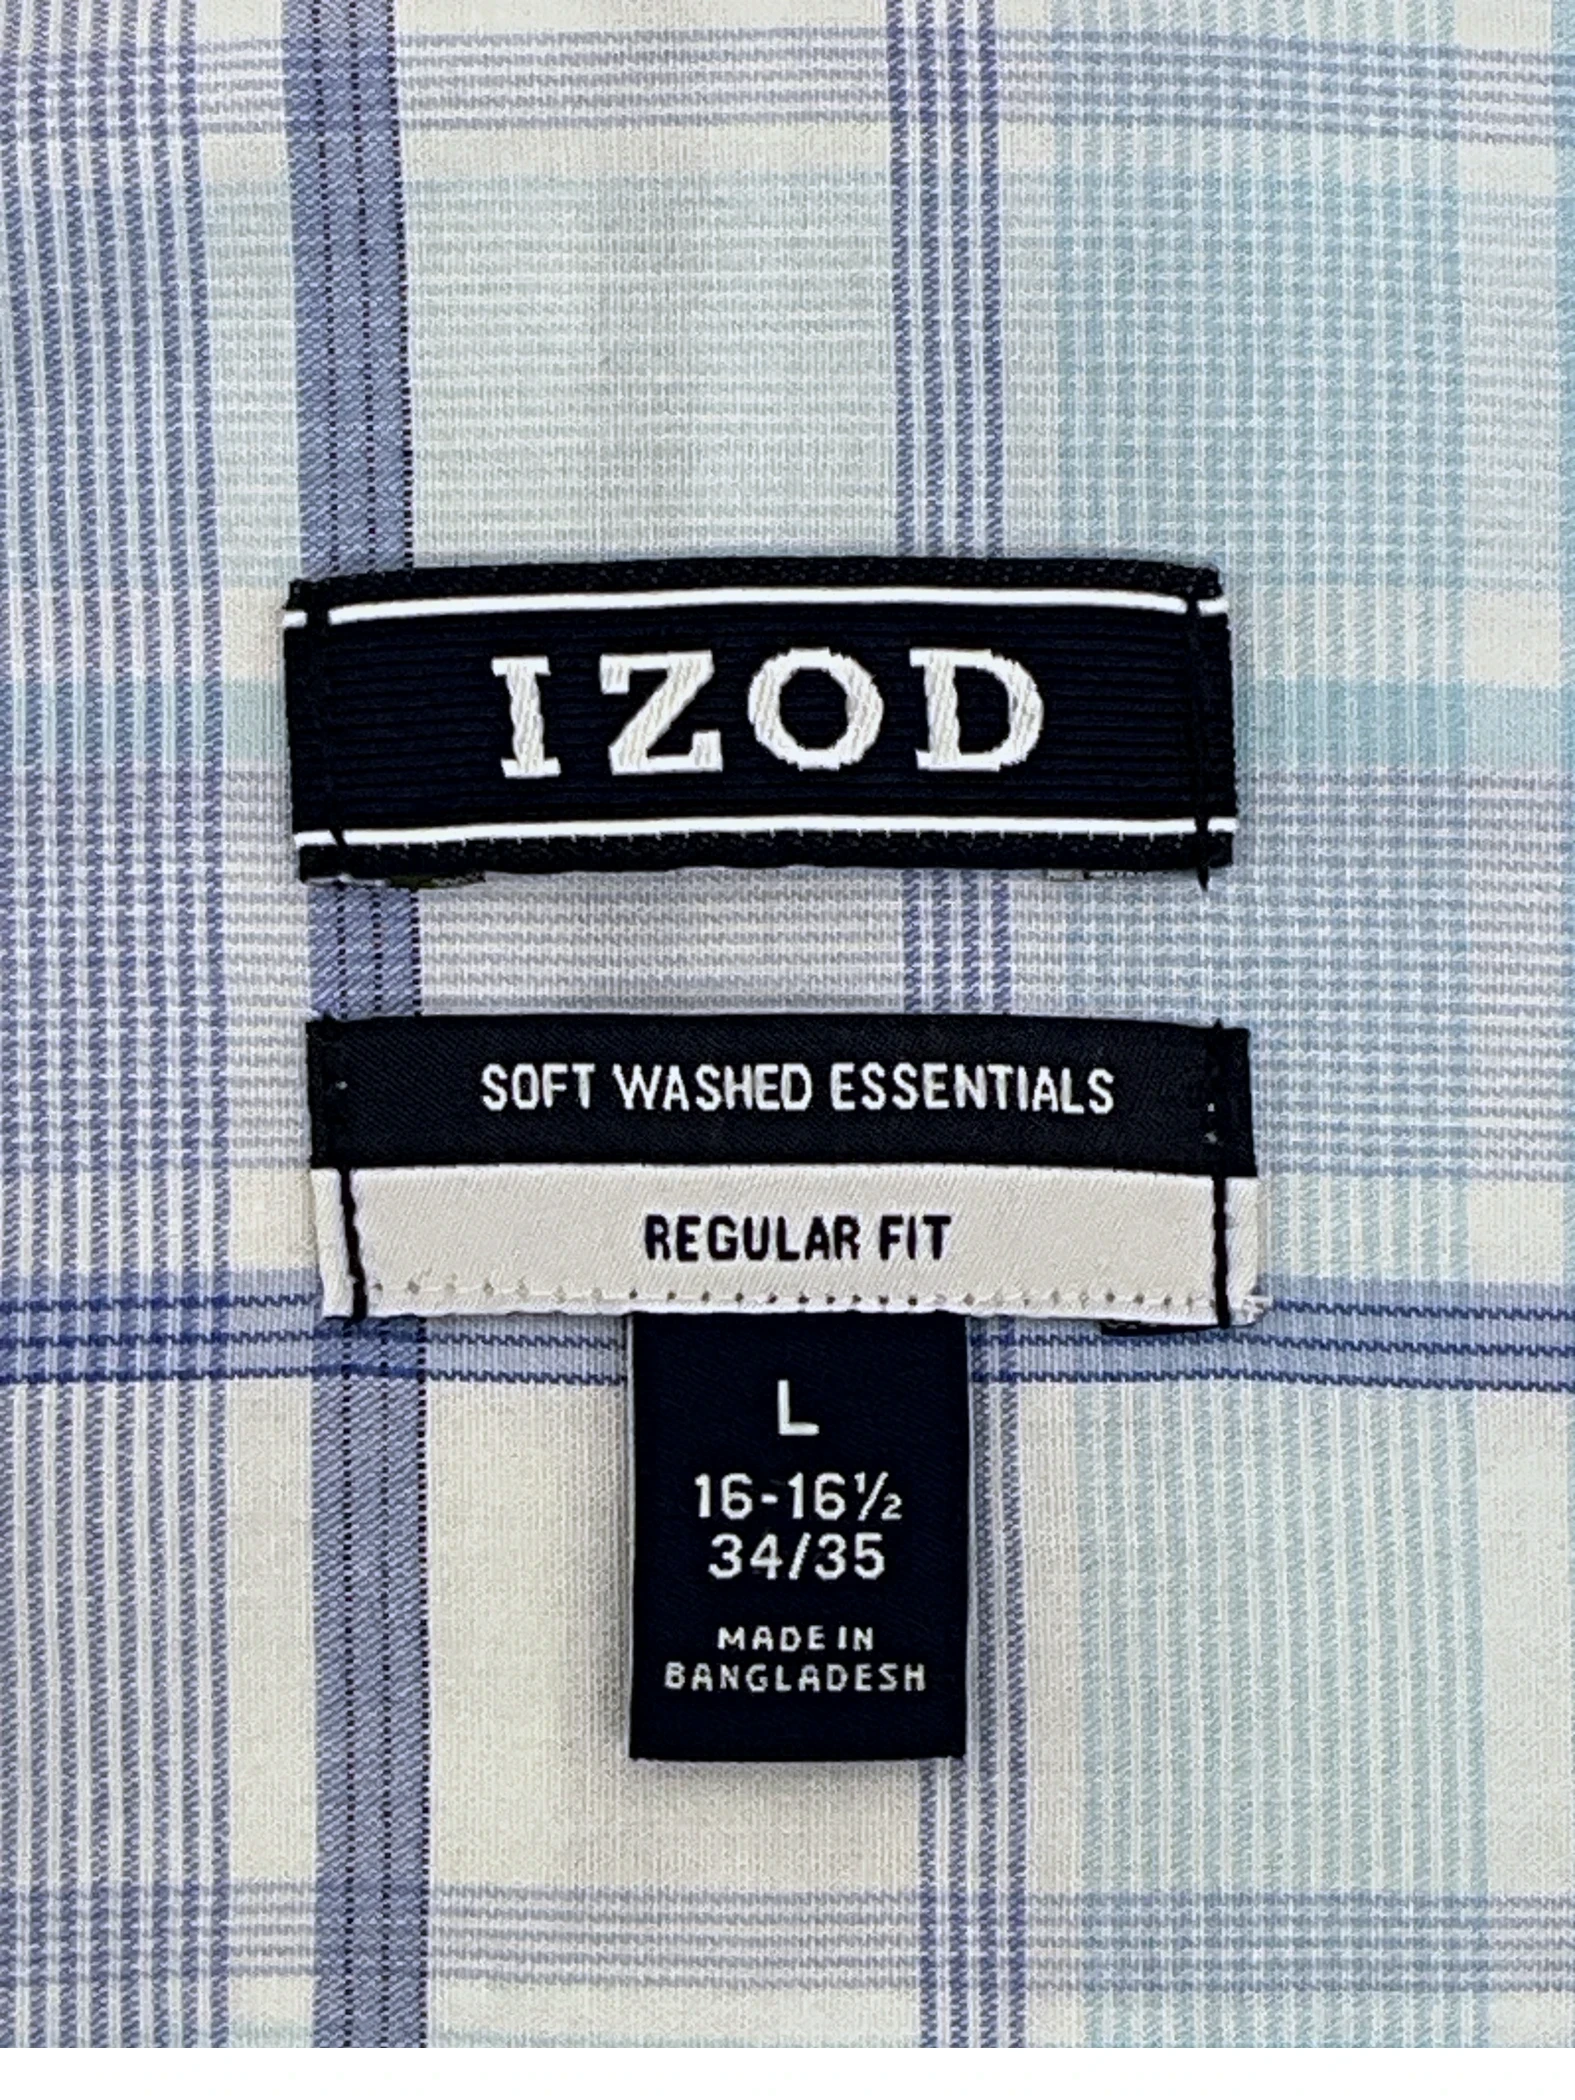 IZOD
SOFT WASHED ESSENTIALS
REGULAR FIT
L
16-16½
34/35
MADE IN
BANGLADESH